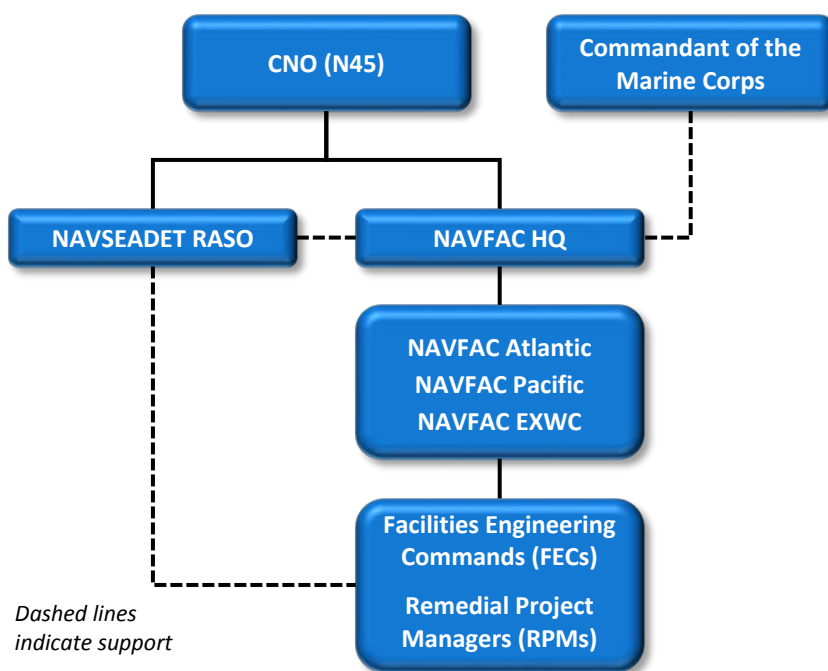 CNO (N45)
Commandant of the
Marine Corps
NAVSEADET RASO
NAVFAC HQ
NAVFAC Atlantic
NAVFAC Pacific
NAVFAC EXWC
Facilities Engineering
Commands (FECs)
Remedial Project
Managers (RPMs)
Dashed lines
indicate support